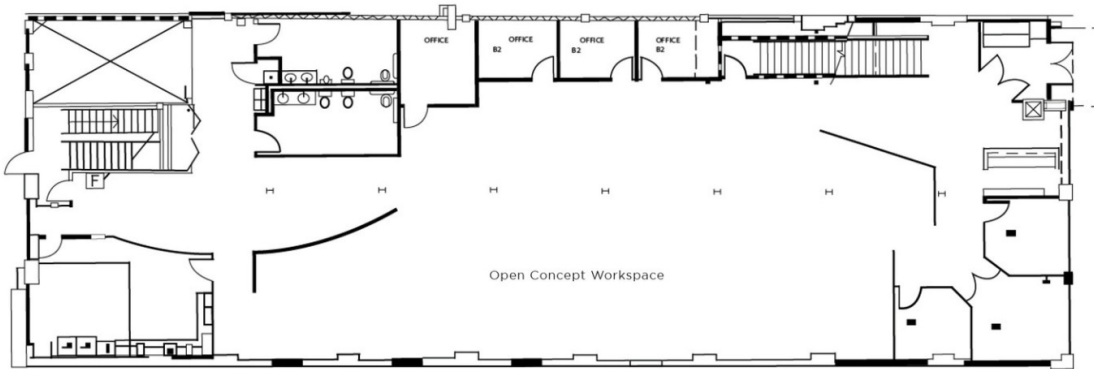 OFFICE
OFFICE
B2
OFFICE
B2
OFFICE
B2
F
Open Concept Workspace